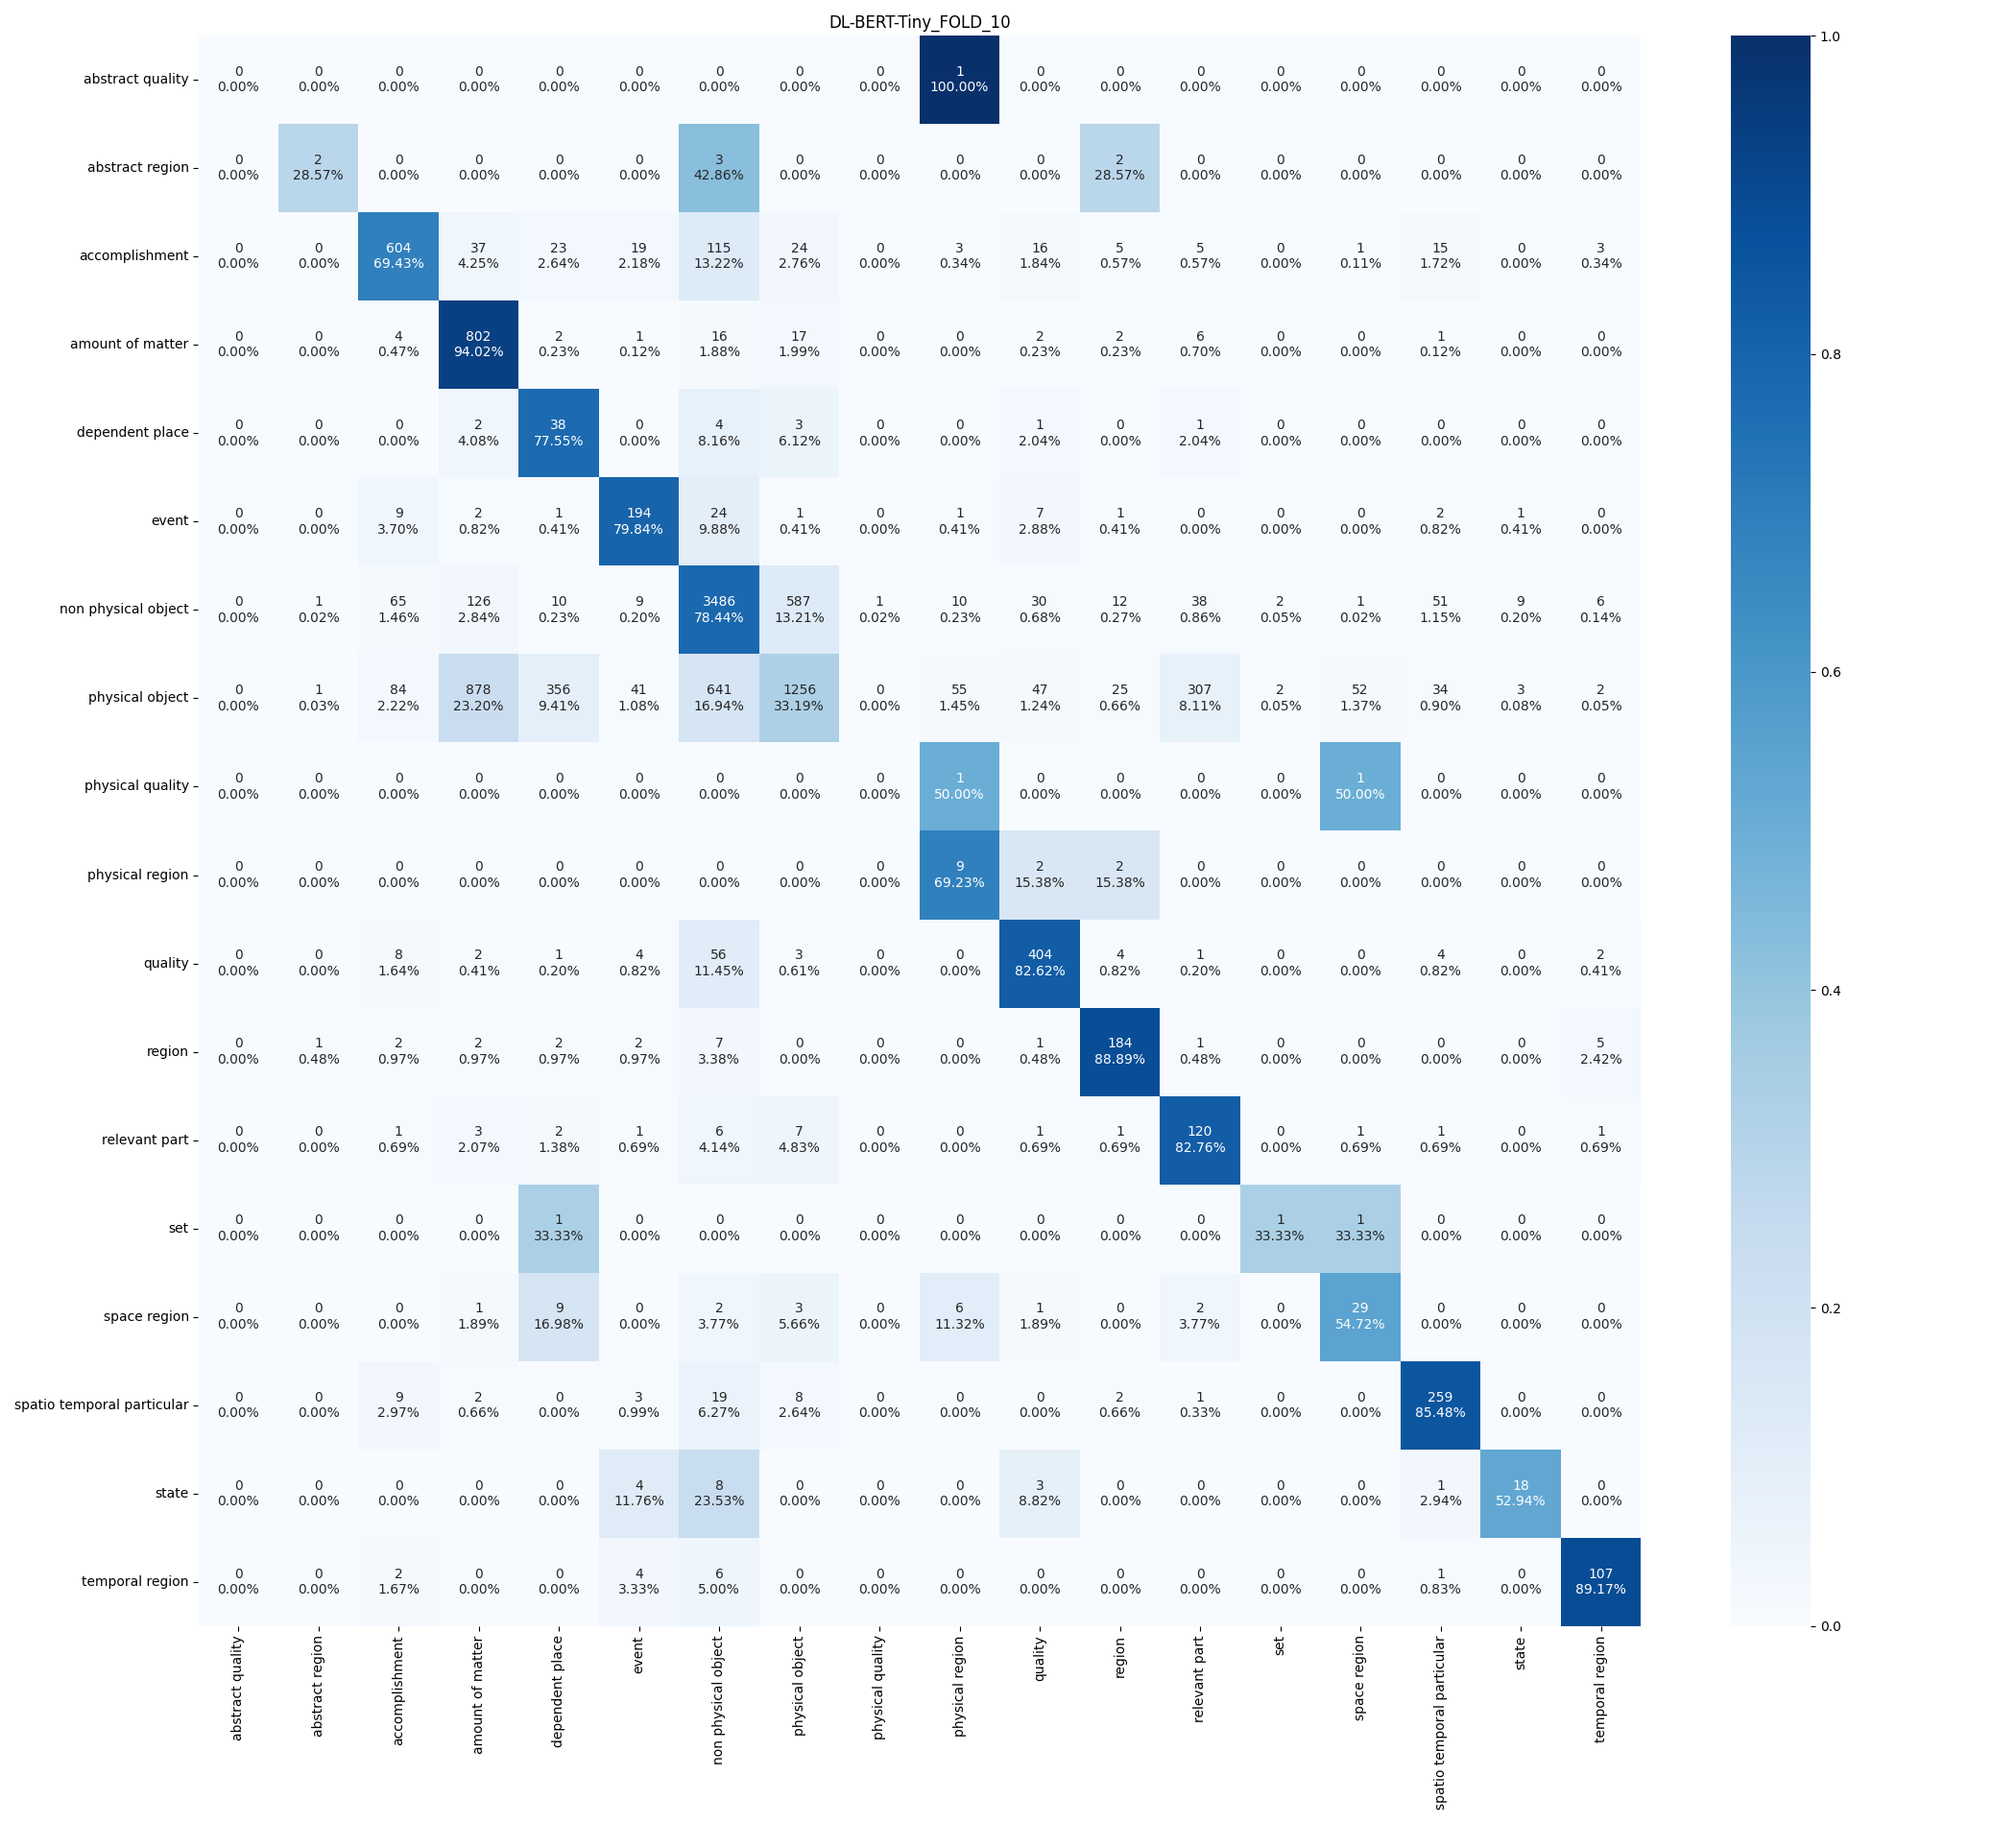 DL-BERT-Tiny_FOLD_10
abstract quality
0 0 0 0 0 0 0 0 0 1 0 0 0 0 0 0 0 0
0.00% 0.00% 0.00% 0.00% 0.00% 0.00% 0.00% 0.00% 0.00% 100.00% 0.00% 0.00% 0.00% 0.00% 0.00% 0.00% 0.00% 0.00%
abstract region
0 2 0 0 0 0 3 0 0 0 0 2 0 0 0 0 0 0
0.00% 28.57% 0.00% 0.00% 0.00% 0.00% 42.86% 0.00% 0.00% 0.00% 0.00% 28.57% 0.00% 0.00% 0.00% 0.00% 0.00% 0.00%
accomplishment
0 0 604 37 23 19 115 24 0 3 16 5 5 0 1 15 0 3
0.00% 0.00% 69.43% 4.25% 2.64% 2.18% 13.22% 2.76% 0.00% 0.34% 1.84% 0.57% 0.57% 0.00% 0.11% 1.72% 0.00% 0.34%
amount of matter
0 0 4 802 2 1 16 17 0 0 2 2 6 0 0 1 0 0
0.00% 0.00% 0.47% 94.02% 0.23% 0.12% 1.88% 1.99% 0.00% 0.00% 0.23% 0.23% 0.70% 0.00% 0.00% 0.12% 0.00% 0.00%
dependent place
0 0 0 2 38 0 4 3 0 0 1 0 1 0 0 0 0 0
0.00% 0.00% 0.00% 4.08% 77.55% 0.00% 8.16% 6.12% 0.00% 0.00% 2.04% 0.00% 2.04% 0.00% 0.00% 0.00% 0.00% 0.00%
event
0 0 9 2 1 194 24 1 0 1 7 1 0 0 0 2 1 0
0.00% 0.00% 3.70% 0.82% 0.41% 79.84% 9.88% 0.41% 0.00% 0.41% 2.88% 0.41% 0.00% 0.00% 0.00% 0.82% 0.41% 0.00%
non physical object
0 1 65 126 10 9 3486 587 1 10 30 12 38 2 1 51 9 6
0.00% 0.02% 1.46% 2.84% 0.23% 0.20% 78.44% 13.21% 0.02% 0.23% 0.68% 0.27% 0.86% 0.05% 0.02% 1.15% 0.20% 0.14%
physical object
0 1 84 878 356 41 641 1256 0 55 47 25 307 2 52 34 3 2
0.00% 0.03% 2.22% 23.20% 9.41% 1.08% 16.94% 33.19% 0.00% 1.45% 1.24% 0.66% 8.11% 0.05% 1.37% 0.90% 0.08% 0.05%
physical quality
0 0 0 0 0 0 0 0 0 1 0 0 0 0 1 0 0 0
0.00% 0.00% 0.00% 0.00% 0.00% 0.00% 0.00% 0.00% 0.00% 50.00% 0.00% 0.00% 0.00% 0.00% 50.00% 0.00% 0.00% 0.00%
physical region
0 0 0 0 0 0 0 0 0 9 2 2 0 0 0 0 0 0
0.00% 0.00% 0.00% 0.00% 0.00% 0.00% 0.00% 0.00% 0.00% 69.23% 15.38% 15.38% 0.00% 0.00% 0.00% 0.00% 0.00% 0.00%
quality
0 0 8 2 1 4 56 3 0 0 404 4 1 0 0 4 0 2
0.00% 0.00% 1.64% 0.41% 0.20% 0.82% 11.45% 0.61% 0.00% 0.00% 82.62% 0.82% 0.20% 0.00% 0.00% 0.82% 0.00% 0.41%
region
0 1 2 2 2 2 7 0 0 0 1 184 1 0 0 0 0 5
0.00% 0.48% 0.97% 0.97% 0.97% 0.97% 3.38% 0.00% 0.00% 0.00% 0.48% 88.89% 0.48% 0.00% 0.00% 0.00% 0.00% 2.42%
relevant part
0 0 1 3 2 1 6 7 0 0 1 1 120 0 1 1 0 1
0.00% 0.00% 0.69% 2.07% 1.38% 0.69% 4.14% 4.83% 0.00% 0.00% 0.69% 0.69% 82.76% 0.00% 0.69% 0.69% 0.00% 0.69%
set
0 0 0 0 1 0 0 0 0 0 0 0 0 1 1 0 0 0
0.00% 0.00% 0.00% 0.00% 33.33% 0.00% 0.00% 0.00% 0.00% 0.00% 0.00% 0.00% 0.00% 33.33% 33.33% 0.00% 0.00% 0.00%
space region
0 0 0 1 9 0 2 3 0 6 1 0 2 0 29 0 0 0
0.00% 0.00% 0.00% 1.89% 16.98% 0.00% 3.77% 5.66% 0.00% 11.32% 1.89% 0.00% 3.77% 0.00% 54.72% 0.00% 0.00% 0.00%
spatio temporal particular
0 0 9 2 0 3 19 8 0 0 0 2 1 0 0 259 0 0
0.00% 0.00% 2.97% 0.66% 0.00% 0.99% 6.27% 2.64% 0.00% 0.00% 0.00% 0.66% 0.33% 0.00% 0.00% 85.48% 0.00% 0.00%
state
0 0 0 0 0 4 8 0 0 0 3 0 0 0 0 1 18 0
0.00% 0.00% 0.00% 0.00% 0.00% 11.76% 23.53% 0.00% 0.00% 0.00% 8.82% 0.00% 0.00% 0.00% 0.00% 2.94% 52.94% 0.00%
temporal region
0 0 2 0 0 4 6 0 0 0 0 0 0 0 0 1 0 107
0.00% 0.00% 1.67% 0.00% 0.00% 3.33% 5.00% 0.00% 0.00% 0.00% 0.00% 0.00% 0.00% 0.00% 0.00% 0.83% 0.00% 89.17%
abstract quality
abstract region
accomplishment
amount of matter
dependent place
event
non physical object
physical object
physical quality
physical region
quality
region
relevant part
set
space region
spatio temporal particular
state
temporal region
1.0
0.8
0.6
0.4
0.2
0.0